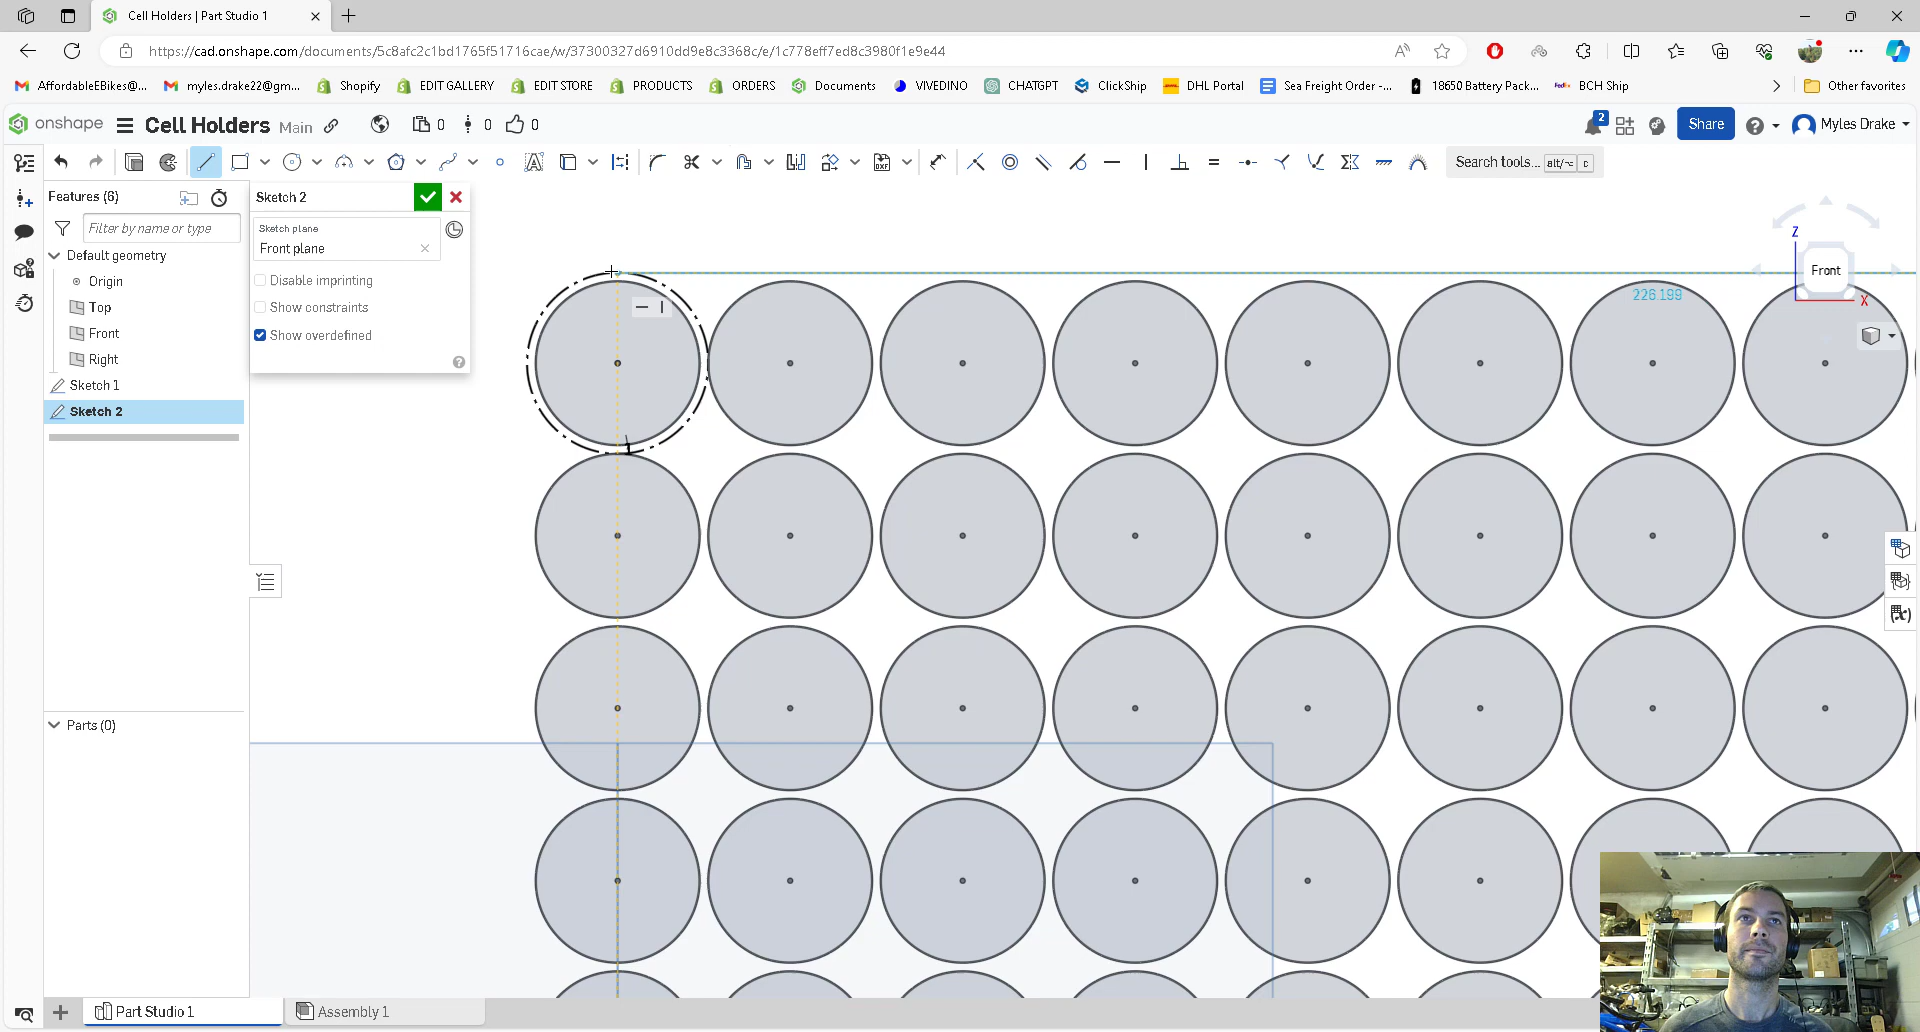 Cell Holders | Part Studio 1
https://cad.onshape.com/documents/5c8afc2c1bd1765f51716cae/w/37300327d6910dd9e8c3368c/e/1c778eff7ed8c3980f1e9e44
AffordableEBikes@...
myles.drake22@gm...
Shopify
EDIT GALLERY
EDIT STORE
PRODUCTS
ORDERS
Documents
VIVEDINO
CHATGPT
ClickShip
DHL Portal
Sea Freight Order -...
18650 Battery Pack...
BCH Ship
Other favorites
onshape
Cell Holders Main
0
0
0
2
Share
Myles Drake
Search tools... alt/⌥ c
Features (6)
Filter by name or type
Default geometry
Origin
Top
Front
Right
Sketch 1
Sketch 2
Parts (0)
Sketch 2
Sketch plane
Front plane
Disable imprinting
Show constraints
Show overdefined
226.199
Z
Front
X
1
(x)
Part Studio 1
Assembly 1